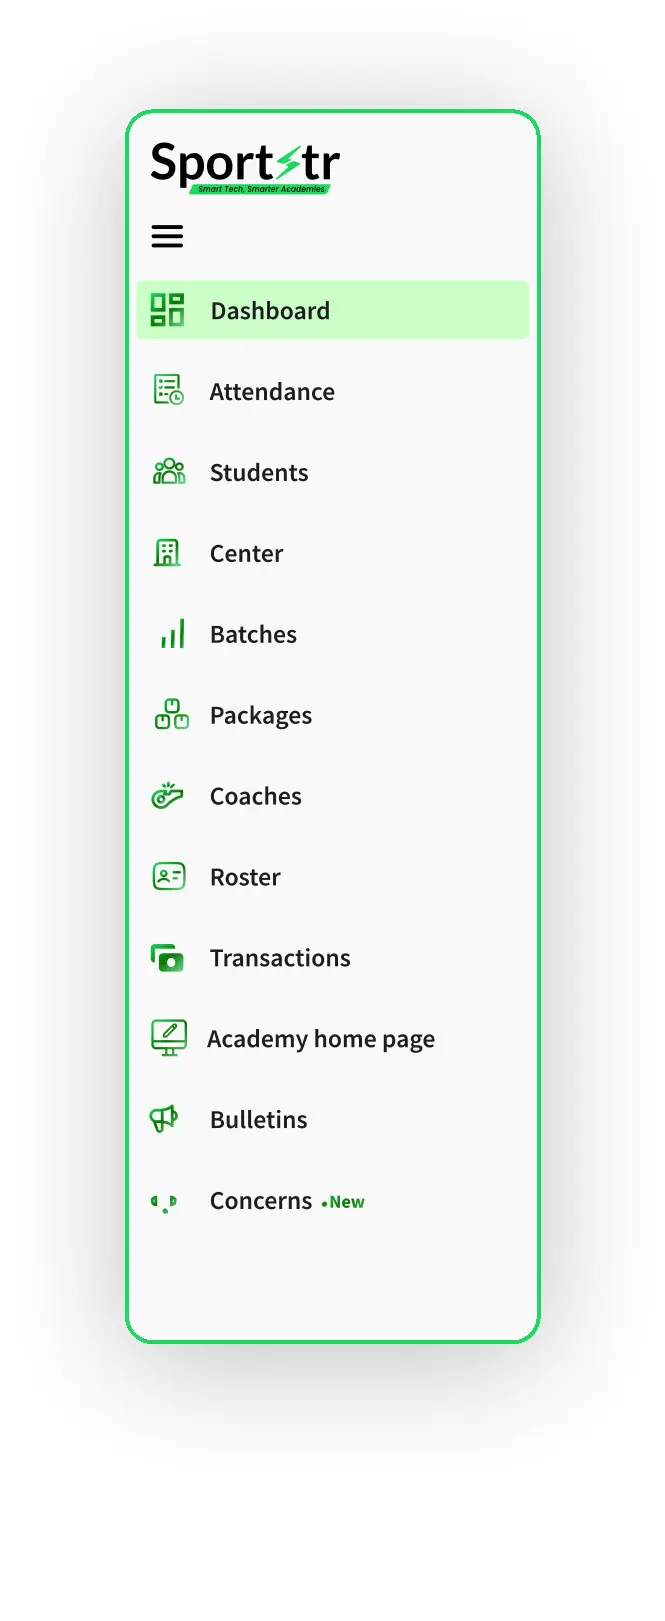 Sportstr
Smart Tech, Smarter Academies
Dashboard
Attendance
Students
Center
Batches
Packages
Coaches
Roster
Transactions
Academy home page
Bulletins
Concerns •New